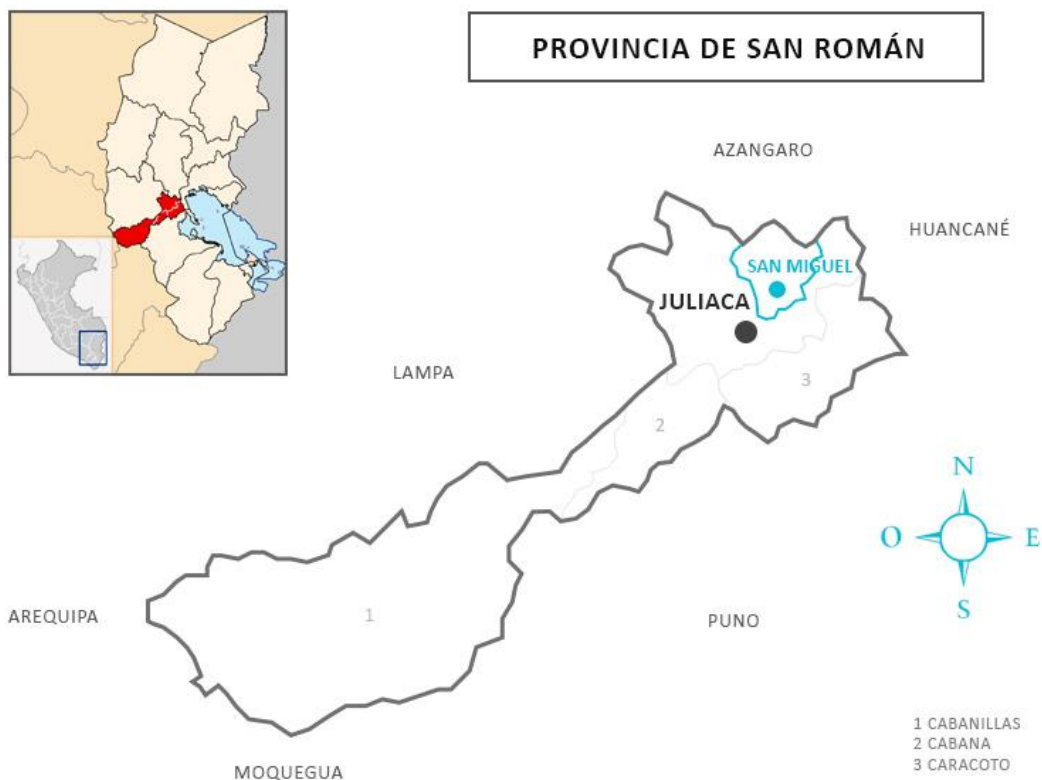 PROVINCIA DE SAN ROMÁN
AZANGARO
HUANCANÉ
SAN MIGUEL
JULIACA
LAMPA
3
2
N
O
E
S
AREQUIPA
1
PUNO
MOQUEGUA
1 CABANILLAS
2 CABANA
3 CARACOTO